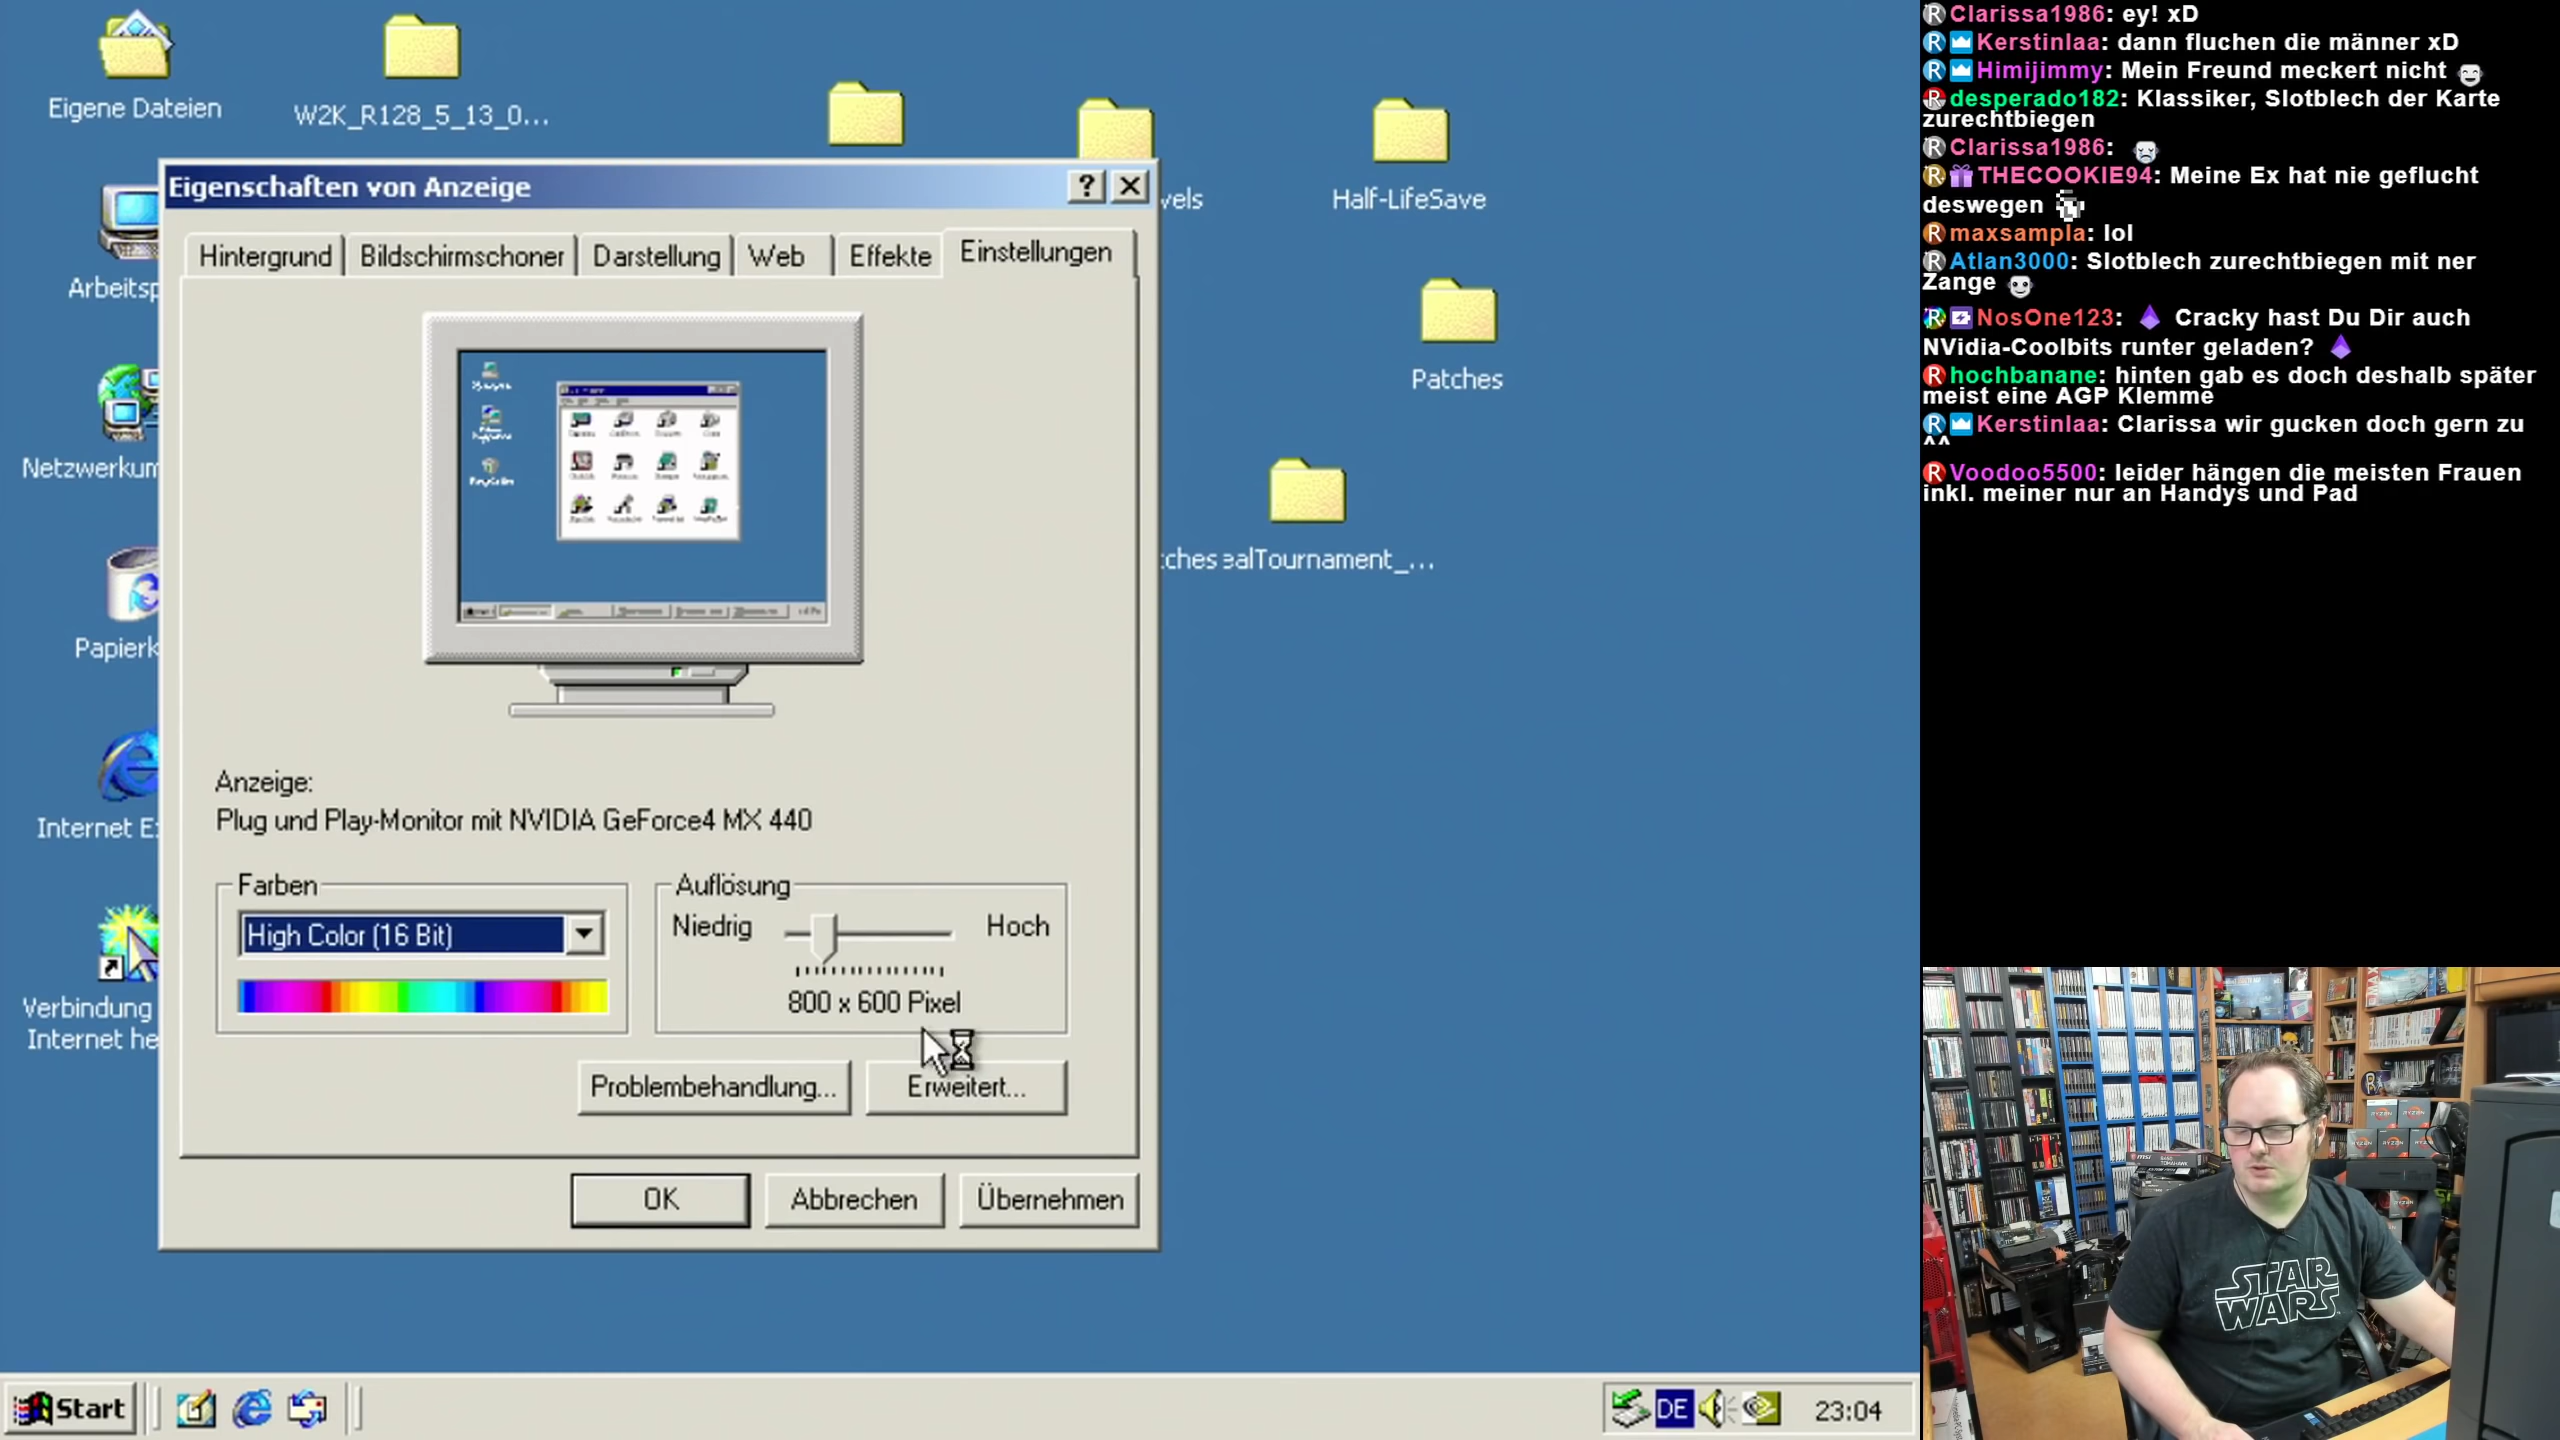 Eigene Dateien
W2K_R128_5_13_0...
vels
Half-LifeSave
Eigenschaften von Anzeige
Hintergrund
Bildschirmschoner
Darstellung
Web
Effekte
Einstellungen
Arbeitsp
Patches
Netzwerkum
tches
ealTournament_...
Papierk
Anzeige:
Plug und Play-Monitor mit NVIDIA GeForce4 MX 440
Internet E
Farben
High Color (16 Bit)
Auflösung
Niedrig
Hoch
800 x 600 Pixel
Verbindung
Internet he
Problembehandlung...
Erweitert...
OK
Abbrechen
Übernehmen
Start
DE
23:04
Clarissa1986: ey! xD
Kerstinlaa: dann fluchen die männer xD
Himijimmy: Mein Freund meckert nicht
desperado182: Klassiker, Slotblech der Karte
zurechtbiegen
Clarissa1986:
THECOOKIE94: Meine Ex hat nie geflucht
deswegen
maxsampla: lol
Atlan3000: Slotblech zurechtbiegen mit ner
Zange
NosOne123: Cracky hast Du Dir auch
NVidia-Coolbits runter geladen?
hochbanane: hinten gab es doch deshalb später
meist eine AGP Klemme
Kerstinlaa: Clarissa wir gucken doch gern zu
^^
Voodoo5500: leider hängen die meisten Frauen
inkl. meiner nur an Handys und Pad
STAR
WARS